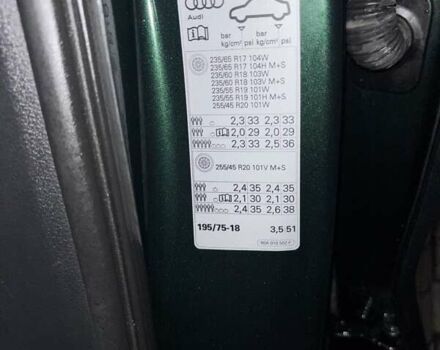 Audi
bar bar
kg/cm² psi kg/cm² psi
235/65 R17 104W
235/65 R17 104H M+S
235/60 R18 103W
235/60 R18 103V M+S
235/55 R19 101W
235/55 R19 101H M+S
255/45 R20 101W
2,3 33 2,3 33
2,0 29 2,0 29
2,3 33 2,5 36
255/45 R20 101V M+S
2,4 35 2,4 35
2,1 30 2,1 30
2,4 35 2,6 38
195/75-18 3,5 51